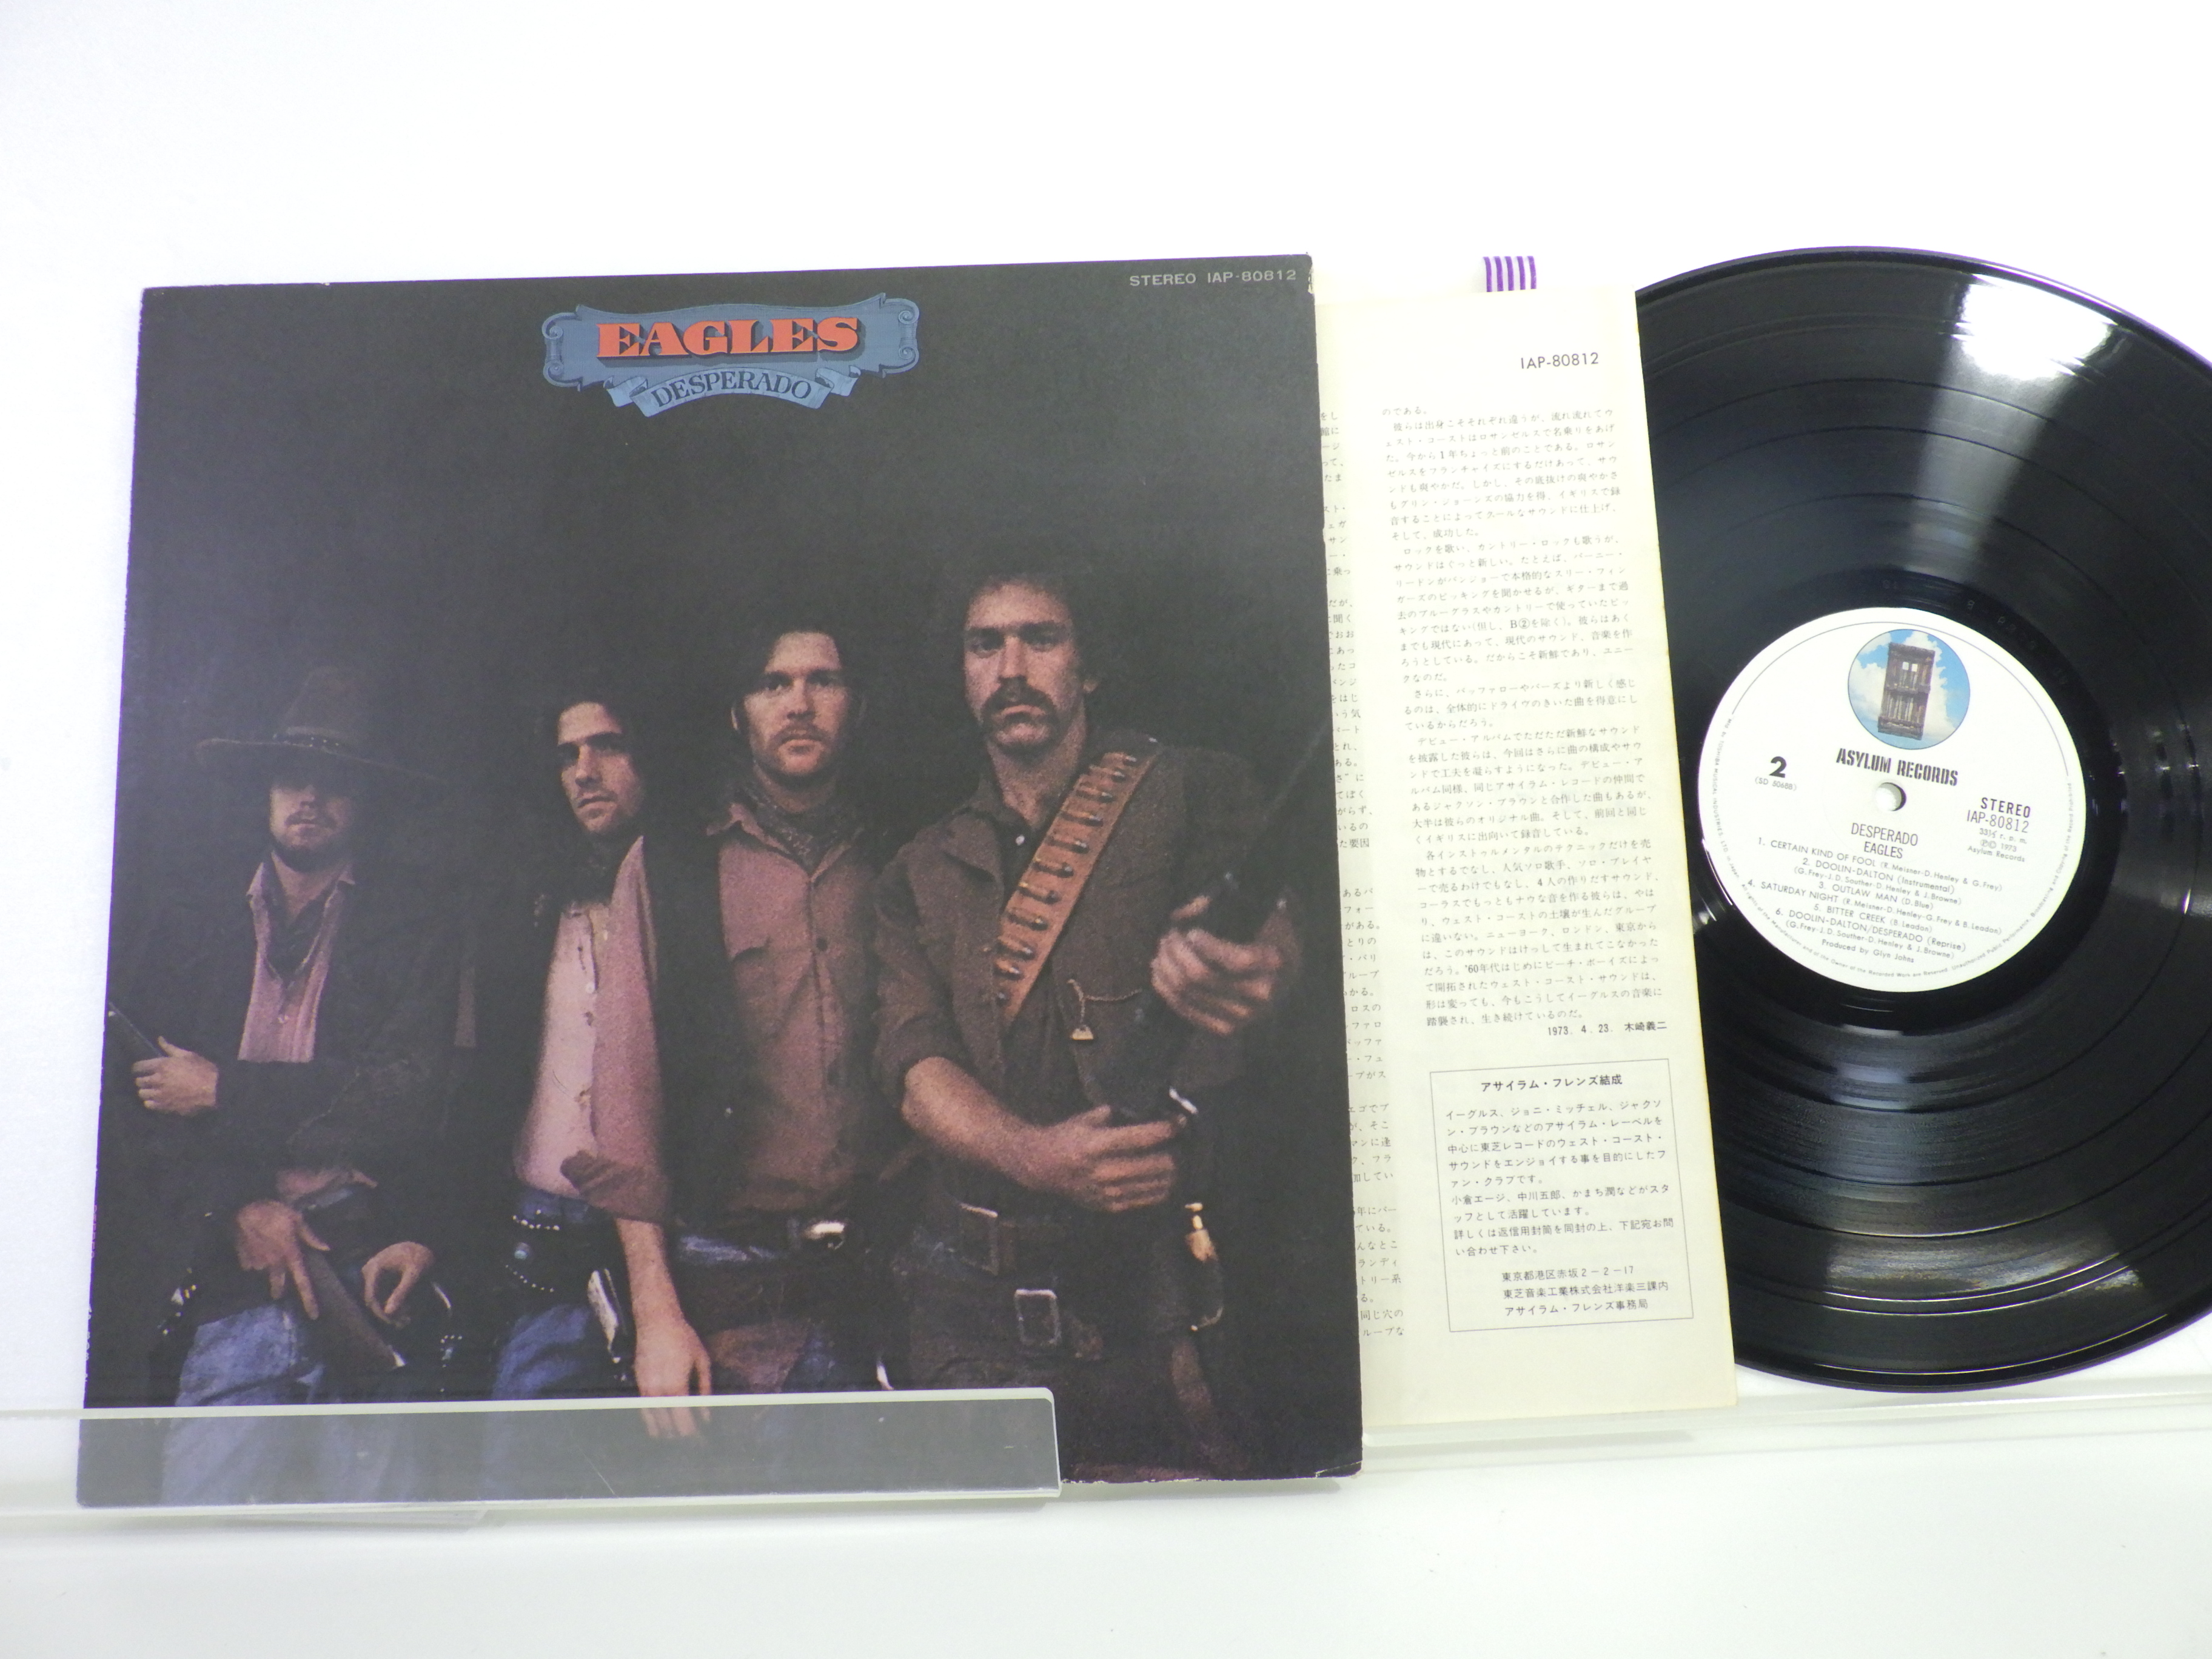 STEREO IAP-80812
EAGLES
DESPERADO
IAP-80812
のである。
彼らは出身こそそれぞれ違うが、流れ流れてウ
ェスト・コーストはロサンゼルスで名乗りをあげ
た。今から1年ちょっと前のことである。ロサン
ゼルスをフランチャイズにするだけあって、サウ
ンドも爽やかだ。しかし、その底抜けの爽やかさ
もグリン・ジョーンズの協力を得、イギリスで録
音することによってクールなサウンドに仕上げ、
そして、成功した。
ロックを歌い、カントリー・ロックも歌うが、
サウンドはぐっと新しい。たとえば、バーニー・
リードンがバンジョーで本格的なスリー・フィン
ガーズのピッキングを聞かせるが、ギターまで過
去のブルーグラスやカントリーで使っていたピッ
キングではない(但し、B②を除く)。彼らはあく
までも現代にあって、現代のサウンド、音楽を作
ろうとしている。だからこそ新鮮であり、ユニー
クなのだ。
さらに、バッファローやバーズより新しく感じ
るのは、全体的にドライヴのきいた曲を得意にし
ているからだろう。
デビュー・アルバムでただただ新鮮なサウンド
を披露した彼らは、今回はさらに曲の構成やサウ
ンドで工夫を凝らすようになった。デビュー・ア
ルバム同様、同じアサイラム・レコードの仲間で
あるジャクソン・ブラウンと合作した曲もあるが、
大半は彼らのオリジナル曲。そして、前回と同じ
くイギリスに出向いて録音している。
各インストゥルメンタルのテクニックだけを売
物とするでなし、人気ソロ歌手、ソロ・プレイヤ
ーで売るわけでもなし、4人の作りだすサウンド、
コーラスでもっともナウな音を作る彼らは、やは
り、ウェスト・コーストの土壌が生んだグループ
に違いない。ニューヨーク、ロンドン、東京から
は、このサウンドはけっして生まれてこなかった
だろう。'60年代はじめにビーチ・ボーイズによっ
て開拓されたウェスト・コースト・サウンドは、
形は変っても、今もこうしてイーグルスの音楽に
踏襲され、生き続けているのだ。
1973. 4. 23. 木崎義二
アサイラム・フレンズ結成
イーグルス、ジョニ・ミッチェル、ジャクソ
ン・ブラウンなどのアサイラム・レーベルを
中心に東芝レコードのウェスト・コースト・
サウンドをエンジョイする事を目的にしたフ
ァン・クラブです。
小倉エージ、中川五郎、かまち潤などがスタ
ッフとして活躍しています。
詳しくは返信用封筒を同封の上、下記宛お問
い合わせ下さい。
東京都港区赤坂2-2-17
東芝音楽工業株式会社洋楽三課内
アサイラム・フレンズ事務局
ASYLUM RECORDS
2
(SD 5068)
STEREO
IAP-80812
33⅓ r.p.m.
Ⓟ© 1973
Asylum Records
DESPERADO
EAGLES
1. CERTAIN KIND OF FOOL (R. Meisner-D. Henley & G. Frey)
2. DOOLIN-DALTON (Instrumental)
(G. Frey-J. D. Souther-D. Henley & J. Browne)
3. OUTLAW MAN (D. Blue)
4. SATURDAY NIGHT (R. Meisner-D. Henley-G. Frey & B. Leadon)
5. BITTER CREEK (B. Leadon)
6. DOOLIN-DALTON/DESPERADO (Reprise)
(G. Frey-J. D. Souther-D. Henley & J. Browne)
Produced by Glyn Johns